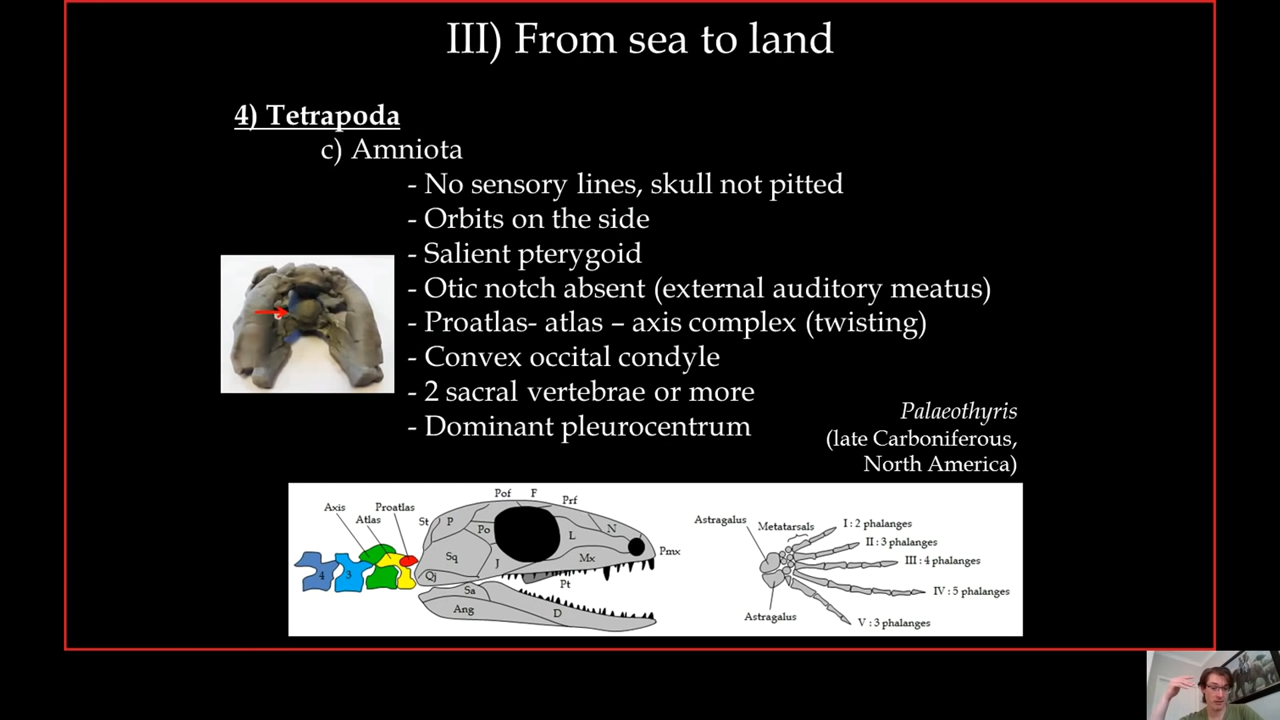 III) From sea to land
4) Tetrapoda
c) Amniota
- No sensory lines, skull not pitted
- Orbits on the side
- Salient pterygoid
- Otic notch absent (external auditory meatus)
- Proatlas- atlas – axis complex (twisting)
- Convex occital condyle
- 2 sacral vertebrae or more
- Dominant pleurocentrum
Palaeothyris
(late Carboniferous,
North America)
Axis
Atlas
Proatlas
4
3
St
P
Pof
F
Prf
Po
L
N
Sq
J
Mx
Pmx
Qj
Pt
Sa
Ang
D
Astragalus
Metatarsals
I : 2 phalanges
II : 3 phalanges
III : 4 phalanges
IV : 5 phalanges
Astragalus
V : 3 phalanges